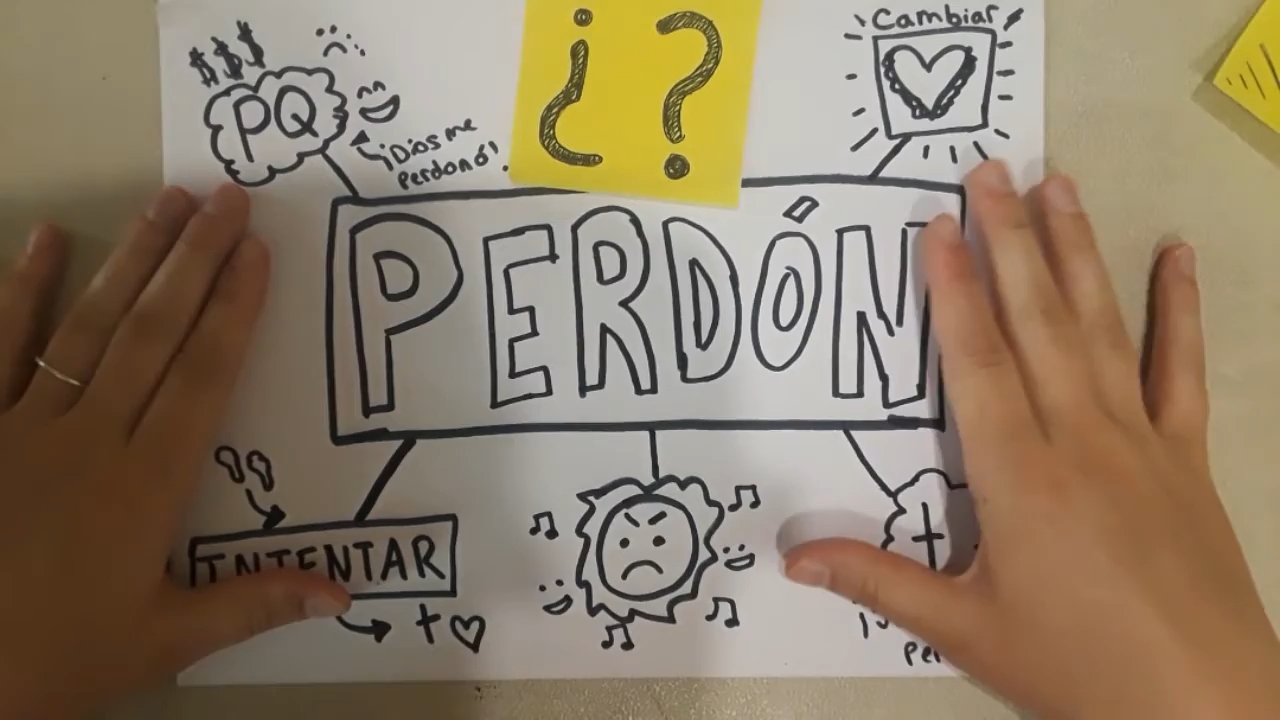 Cambiar
$$$
PQ
¡Dios me
perdonó!
¿?
PERDÓN
INTENTAR